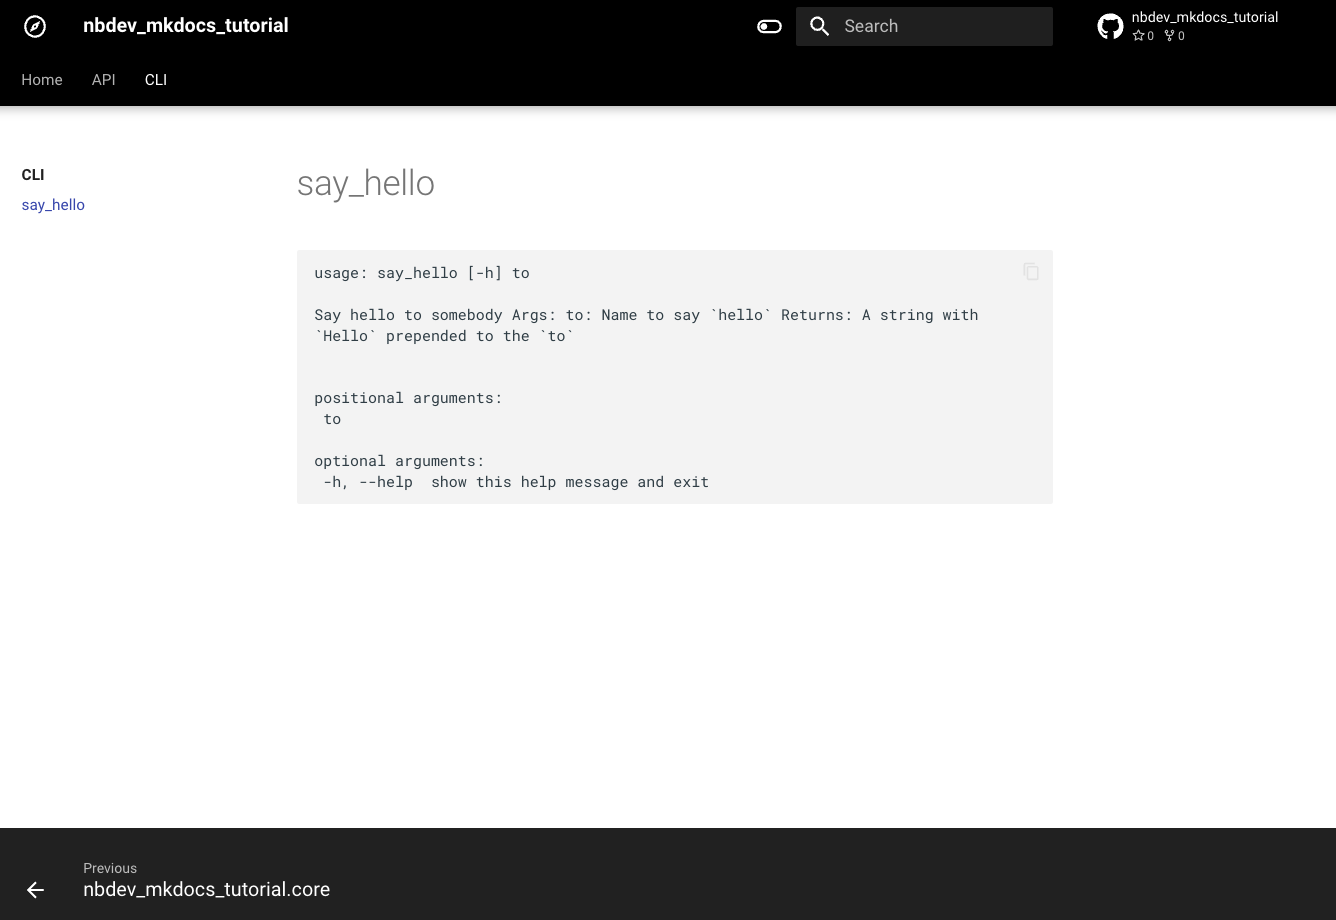 nbdev_mkdocs_tutorial
Search
nbdev_mkdocs_tutorial
0 0
Home API CLI
CLI
say_hello
say_hello
usage: say_hello [-h] to
Say hello to somebody Args: to: Name to say `hello` Returns: A string with
`Hello` prepended to the `to`
positional arguments:
to
optional arguments:
-h, --help  show this help message and exit
Previous
nbdev_mkdocs_tutorial.core